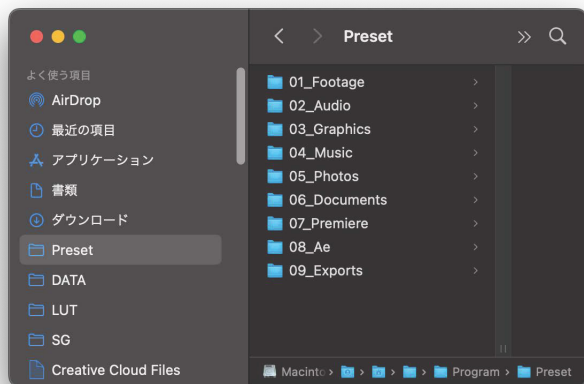 よく使う項目
AirDrop
最近の項目
アプリケーション
書類
ダウンロード
Preset
DATA
LUT
SG
Creative Cloud Files
Preset
01_Footage
02_Audio
03_Graphics
04_Music
05_Photos
06_Documents
07_Premiere
08_Ae
09_Exports
Macinto › › › › Program › Preset